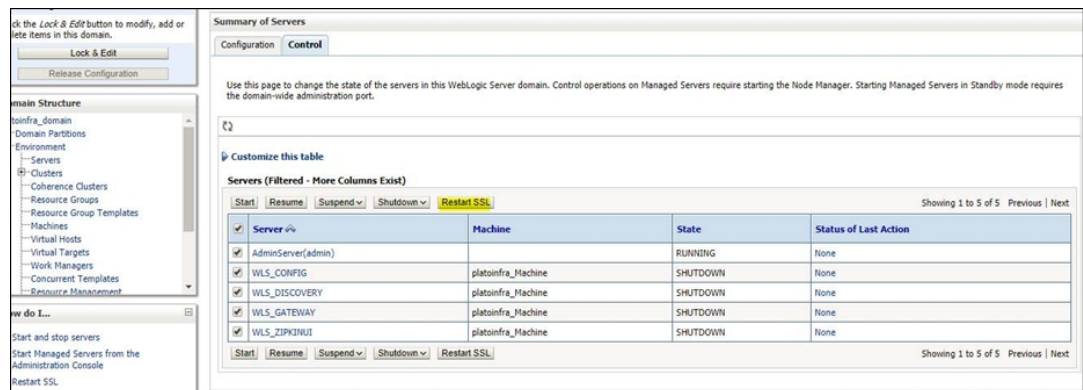 ck the Lock & Edit button to modify, add or
lete items in this domain.
Lock & Edit
Release Configuration
main Structure
toinfra_domain
Domain Partitions
Environment
Servers
Clusters
Coherence Clusters
Resource Groups
Resource Group Templates
Machines
Virtual Hosts
Virtual Targets
Work Managers
Concurrent Templates
Resource Management
ow do I...
Start and stop servers
Start Managed Servers from the
Administration Console
Restart SSL
Summary of Servers
Configuration Control
Use this page to change the state of the servers in this WebLogic Server domain. Control operations on Managed Servers require starting the Node Manager. Starting Managed Servers in Standby mode requires
the domain-wide administration port.
Customize this table
Servers (Filtered - More Columns Exist)
Start Resume Suspend Shutdown Restart SSL Showing 1 to 5 of 5 Previous | Next
Server Machine State Status of Last Action
AdminServer(admin) RUNNING None
WLS_CONFIG platoinfra_Machine SHUTDOWN None
WLS_DISCOVERY platoinfra_Machine SHUTDOWN None
WLS_GATEWAY platoinfra_Machine SHUTDOWN None
WLS_ZIPKINUI platoinfra_Machine SHUTDOWN None
Start Resume Suspend Shutdown Restart SSL Showing 1 to 5 of 5 Previous | Next